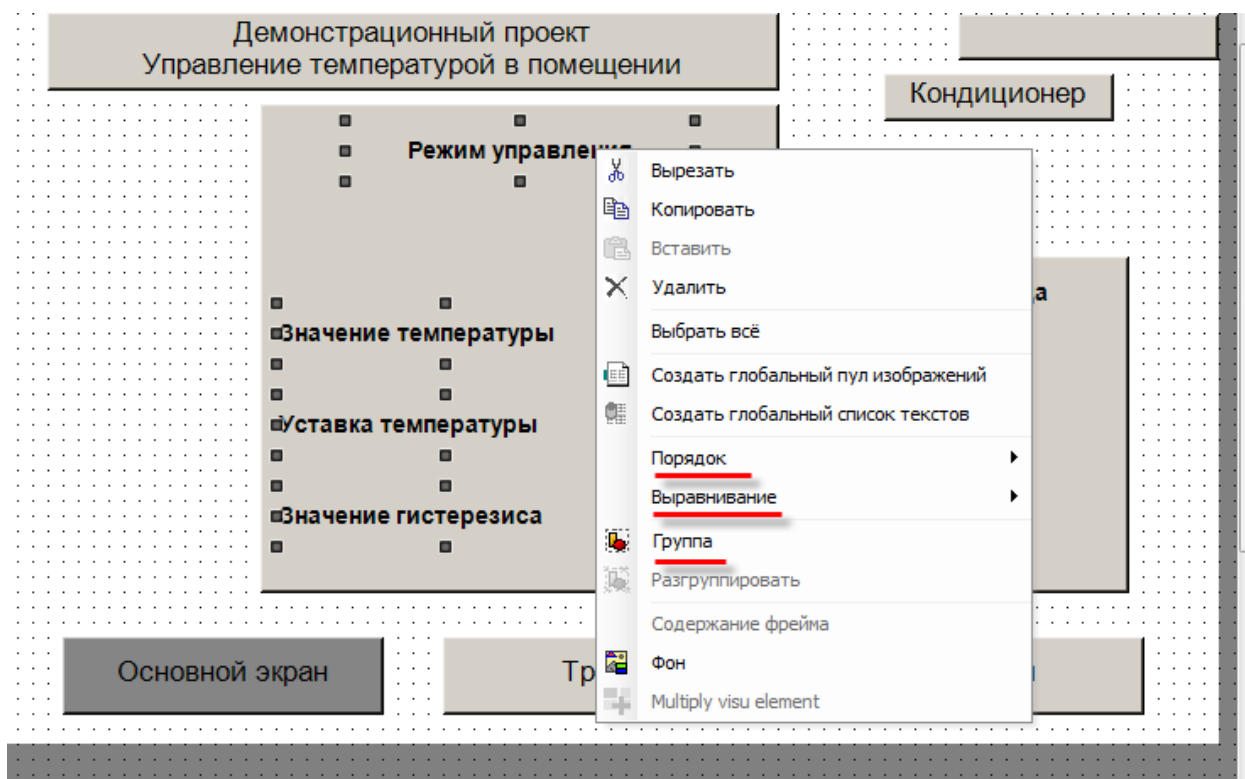 Демонстрационный проект
Управление температурой в помещении
Кондиционер
Режим управления
Значение температуры
Уставка температуры
Значение гистерезиса
Вырезать
Копировать
Вставить
Удалить
Выбрать всё
Создать глобальный пул изображений
Создать глобальный список текстов
Порядок
Выравнивание
Группа
Разгруппировать
Содержание фрейма
Фон
Multiply visu element
Основной экран